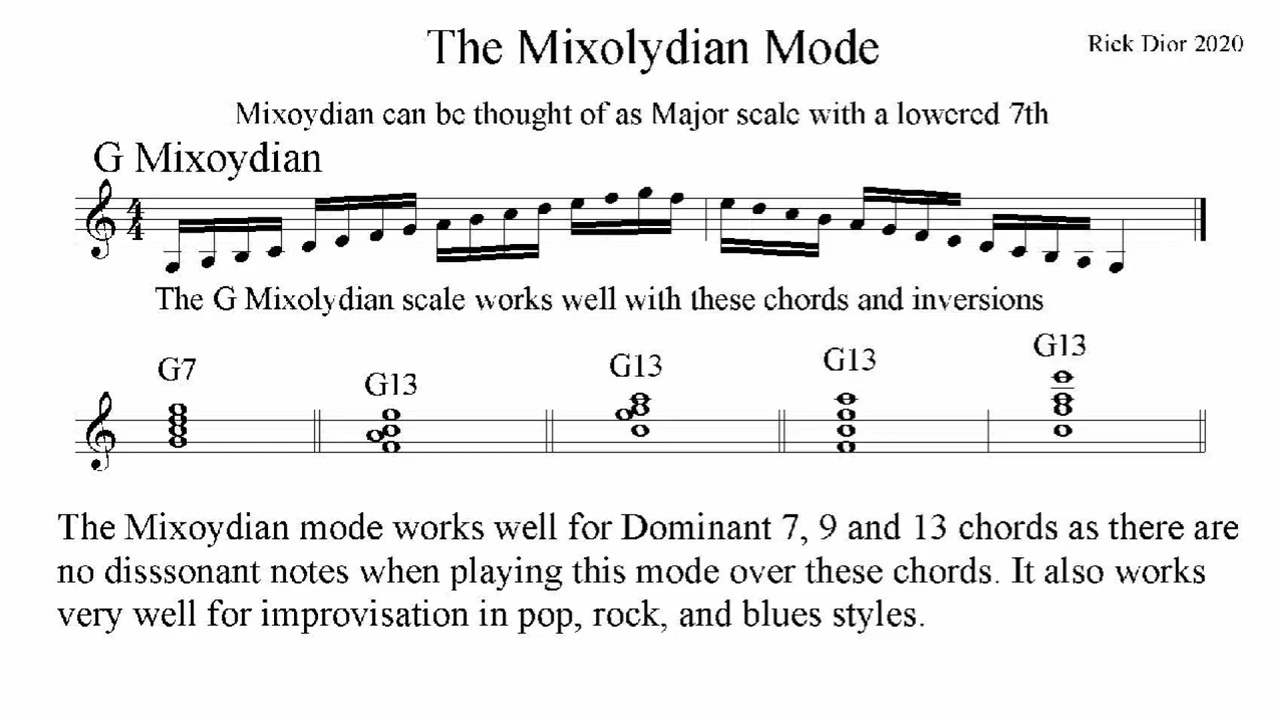 The Mixolydian Mode
Rick Dior 2020
Mixoydian can be thought of as Major scale with a lowered 7th
G Mixoydian
4
4
The G Mixolydian scale works well with these chords and inversions
G7 G13 G13 G13 G13
The Mixoydian mode works well for Dominant 7, 9 and 13 chords as there are
no disssonant notes when playing this mode over these chords. It also works
very well for improvisation in pop, rock, and blues styles.